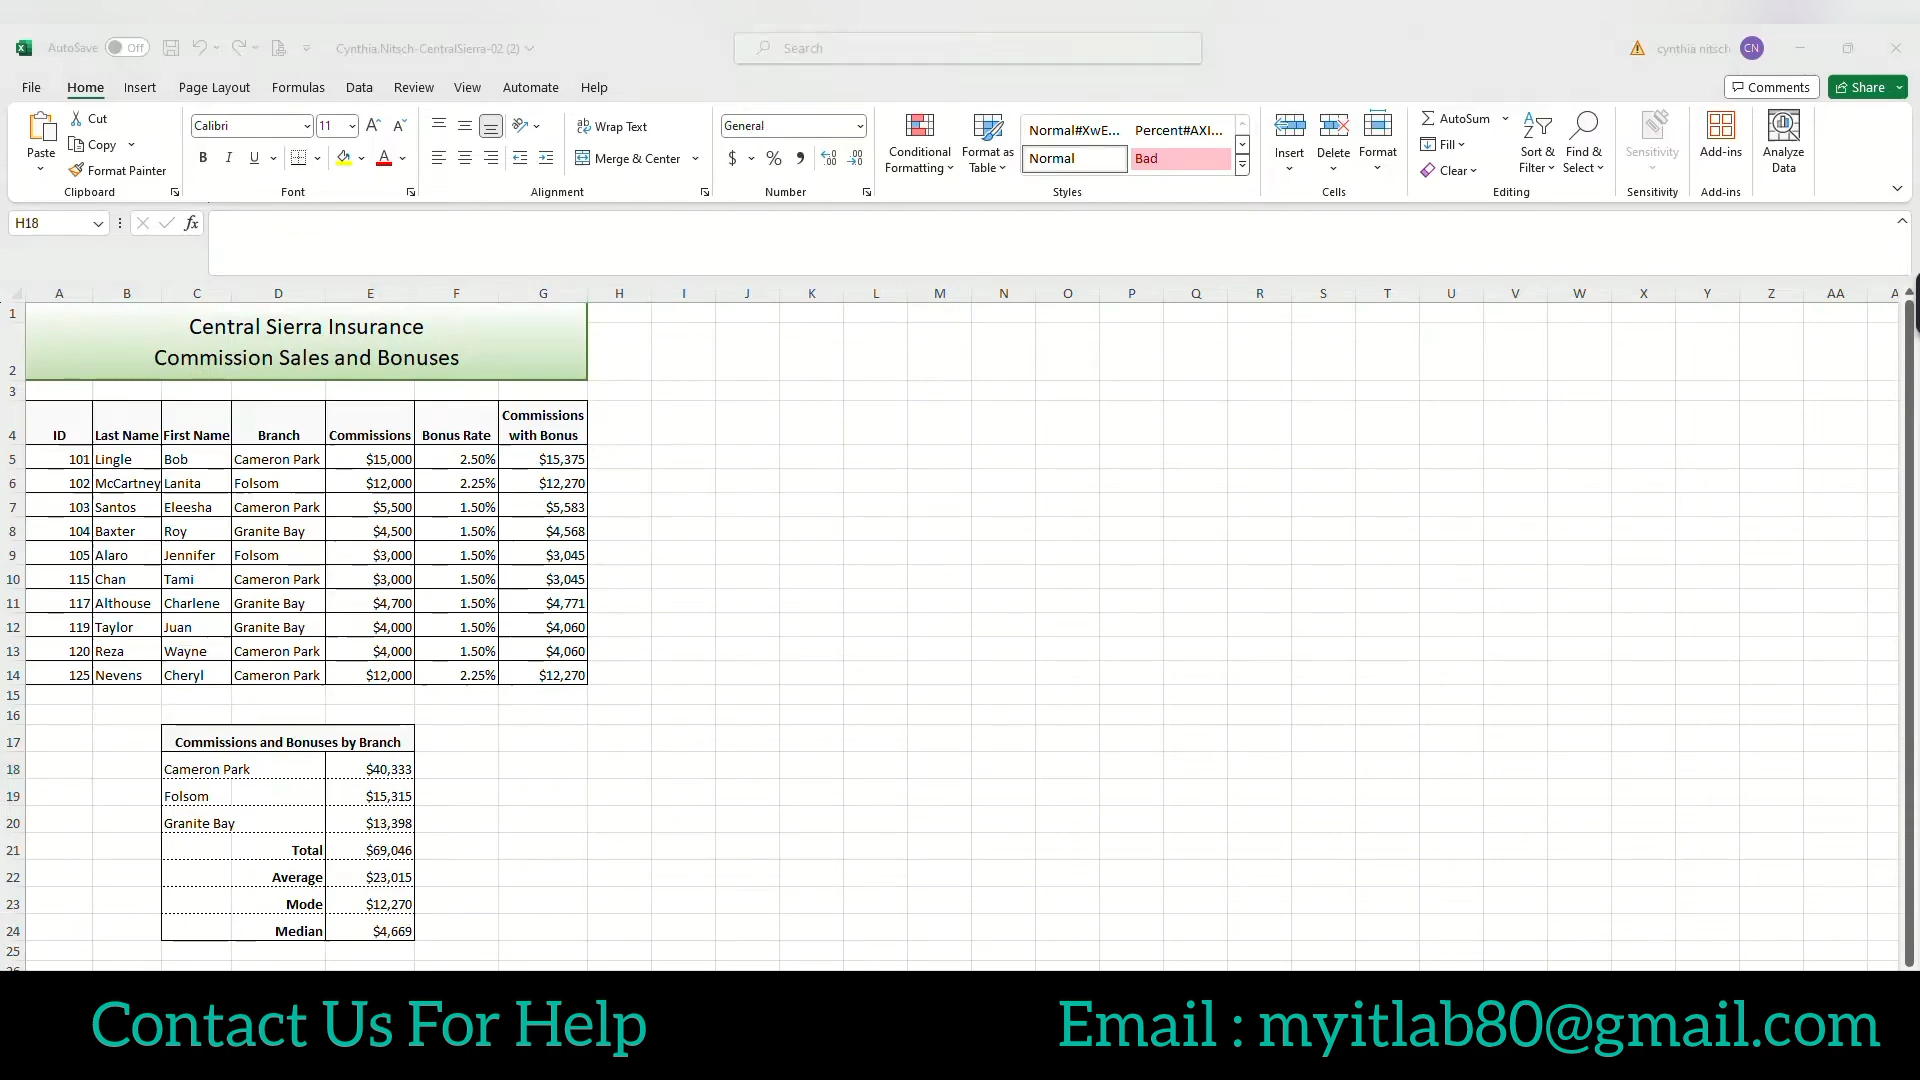 AutoSave Off Cynthia.Nitsch-CentralSierra-02 (2) Search cynthia nitsch CN
File Home Insert Page Layout Formulas Data Review View Automate Help Comments Share
Paste Cut Copy Format Painter
Calibri 11
B I U A
Wrap Text
Merge & Center
General
$ %
Conditional Formatting
Format as Table
Normal#XwE... Percent#AXI...
Normal Bad
Insert Delete Format
AutoSum
Fill
Clear
Sort & Filter
Find & Select
Sensitivity
Add-ins
Analyze Data
Clipboard Font Alignment Number Styles Cells Editing Sensitivity Add-ins
H18 fx
A B C D E F G H I J K L M N O P Q R S T U V W X Y Z AA
1 Central Sierra Insurance
2 Commission Sales and Bonuses
3
4 ID Last Name First Name Branch Commissions Bonus Rate Commissions with Bonus
5 101 Lingle Bob Cameron Park $15,000 2.50% $15,375
6 102 McCartney Lanita Folsom $12,000 2.25% $12,270
7 103 Santos Eleesha Cameron Park $5,500 1.50% $5,583
8 104 Baxter Roy Granite Bay $4,500 1.50% $4,568
9 105 Alaro Jennifer Folsom $3,000 1.50% $3,045
10 115 Chan Tami Cameron Park $3,000 1.50% $3,045
11 117 Althouse Charlene Granite Bay $4,700 1.50% $4,771
12 119 Taylor Juan Granite Bay $4,000 1.50% $4,060
13 120 Reza Wayne Cameron Park $4,000 1.50% $4,060
14 125 Nevens Cheryl Cameron Park $12,000 2.25% $12,270
15
16
17 Commissions and Bonuses by Branch
18 Cameron Park $40,333
19 Folsom $15,315
20 Granite Bay $13,398
21 Total $69,046
22 Average $23,015
23 Mode $12,270
24 Median $4,669
25
Contact Us For Help Email : myitlab80@gmail.com